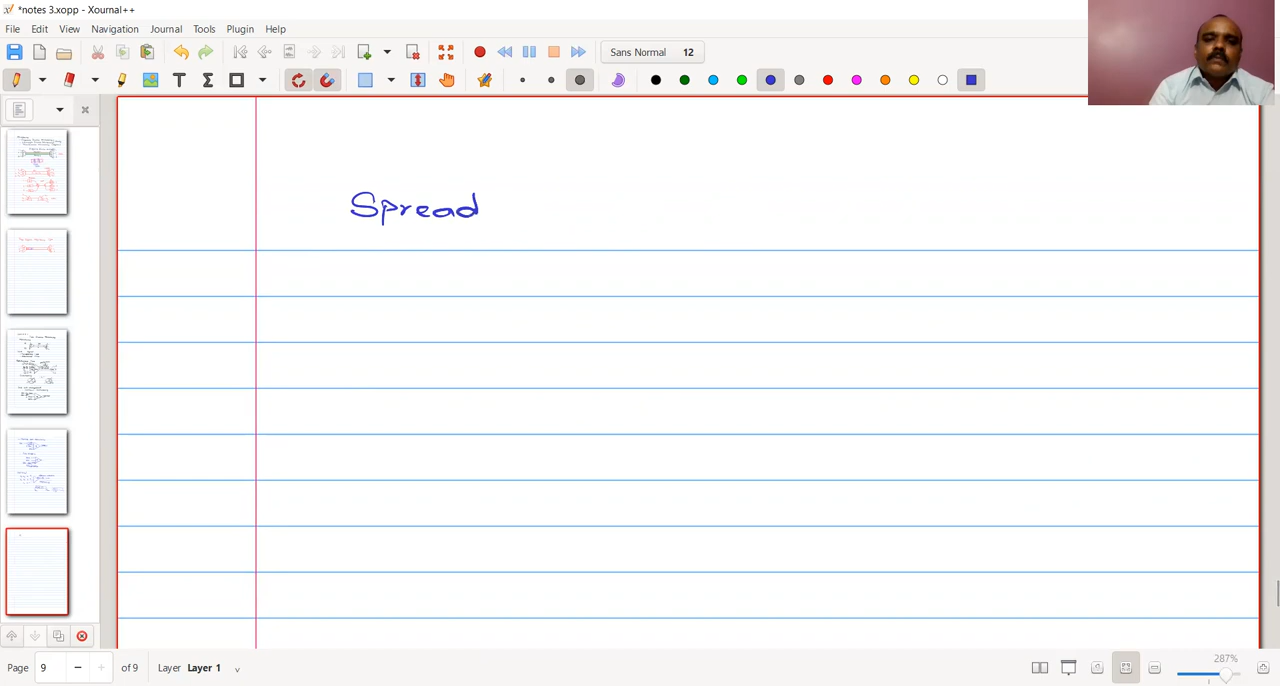 *notes 3.xopp - Xournal++
File Edit View Navigation Journal Tools Plugin Help
Sans Normal 12
Spread
Page 9 of 9 Layer Layer 1
287%